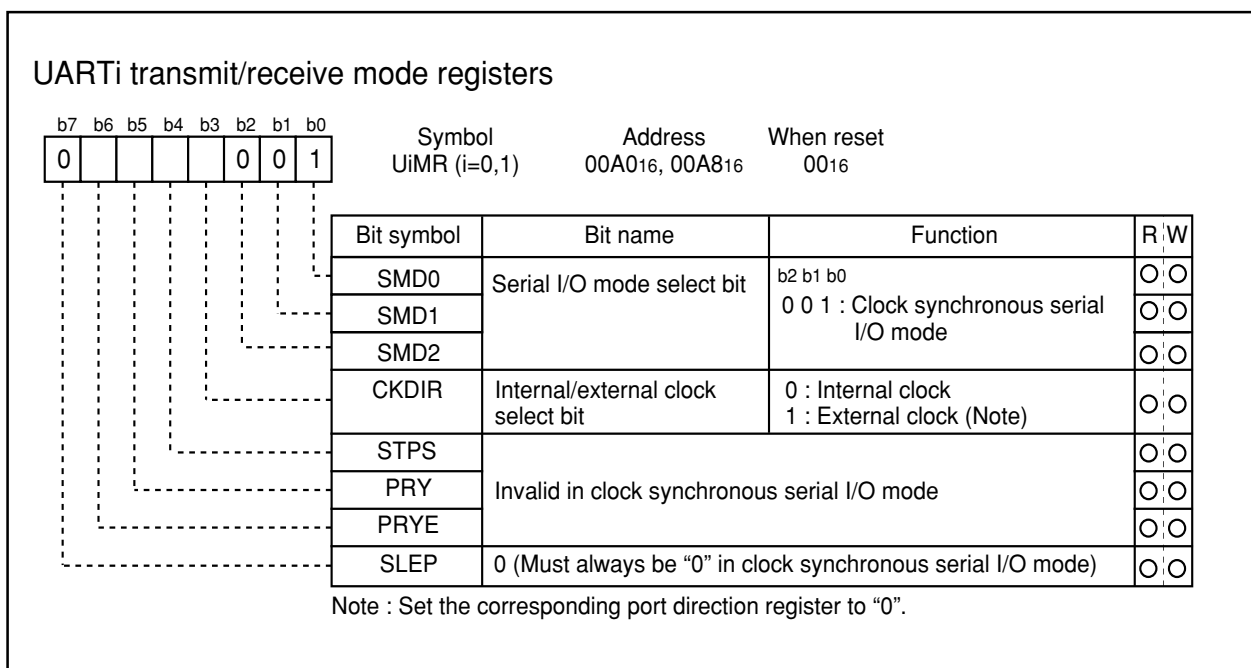 UARTi transmit/receive mode registers
b7 b6 b5 b4 b3 b2 b1 b0
0 0 0 1
Symbol Address When reset
UiMR (i=0,1) 00A016, 00A816 0016
Bit symbol Bit name Function R W
SMD0 Serial I/O mode select bit b2 b1 b0
SMD1 0 0 1 : Clock synchronous serial
I/O mode
SMD2
CKDIR Internal/external clock 0 : Internal clock
select bit 1 : External clock (Note)
STPS
PRY Invalid in clock synchronous serial I/O mode
PRYE
SLEP 0 (Must always be “0” in clock synchronous serial I/O mode)
Note : Set the corresponding port direction register to “0”.